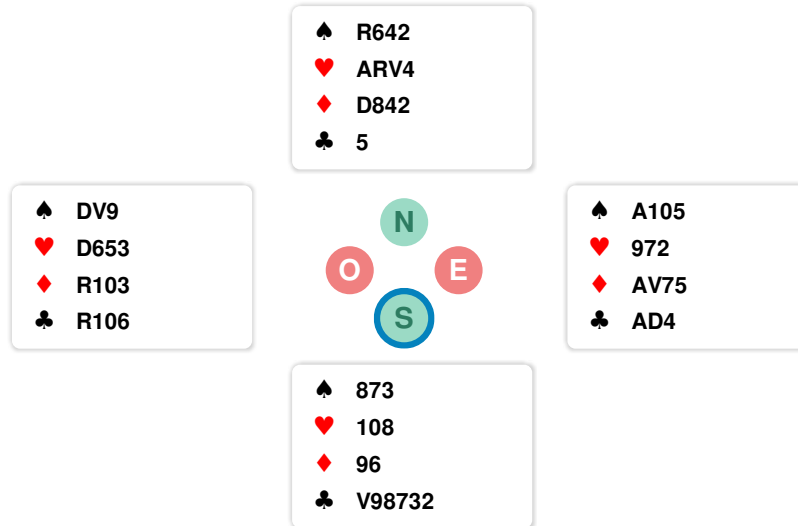 ♠ R642
♥ ARV4
♦ D842
♣ 5
♠ DV9
♥ D653
♦ R103
♣ R106
N
O E
S
♠ A105
♥ 972
♦ AV75
♣ AD4
♠ 873
♥ 108
♦ 96
♣ V98732